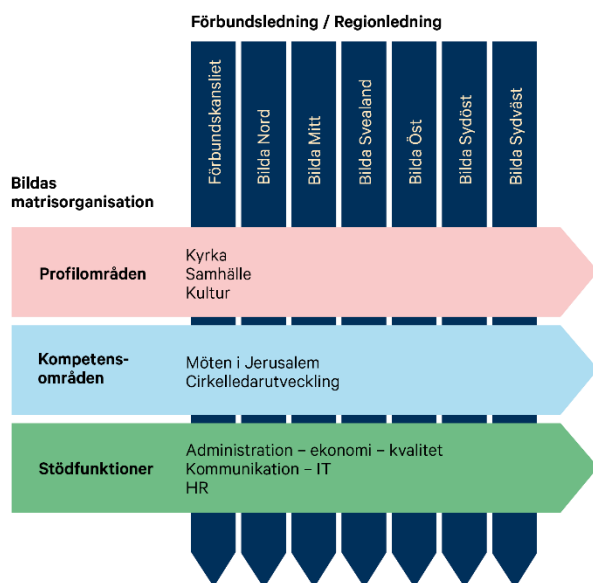 Förbundsledning / Regionledning
Förbundskansliet
Bilda Nord
Bilda Mitt
Bilda Svealand
Bilda Öst
Bilda Sydöst
Bilda Sydväst
Bildas
matrisorganisation
Profilområden
Kyrka
Samhälle
Kultur
Kompetens-
områden
Möten i Jerusalem
Cirkelledarutveckling
Stödfunktioner
Administration – ekonomi – kvalitet
Kommunikation – IT
HR